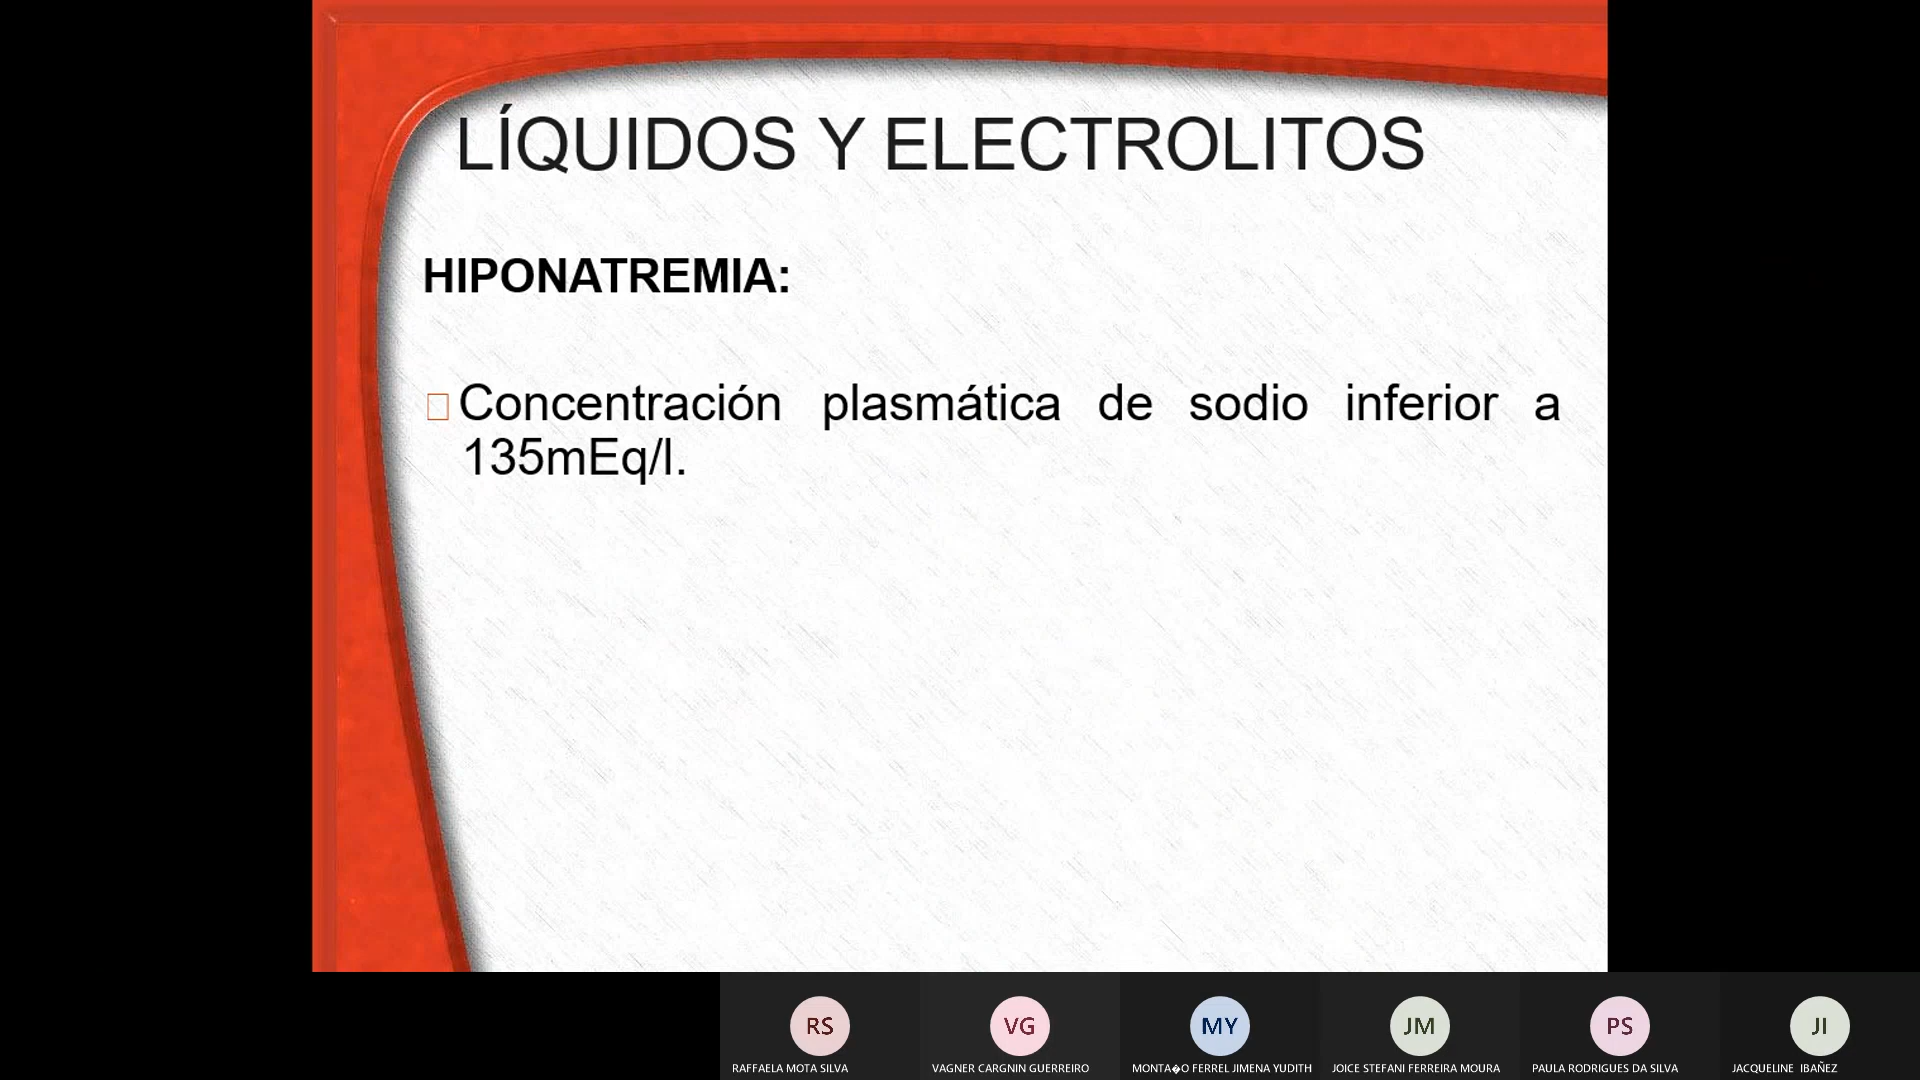 LÍQUIDOS Y ELECTROLITOS
HIPONATREMIA:
Concentración plasmática de sodio inferior a
135mEq/l.
RS
VG
MY
JM
PS
JI
RAFFAELA MOTA SILVA
VAGNER CARGNIN GUERREIRO
MONTA�O FERREL JIMENA YUDITH
JOICE STEFANI FERREIRA MOURA
PAULA RODRIGUES DA SILVA
JACQUELINE IBAÑEZ